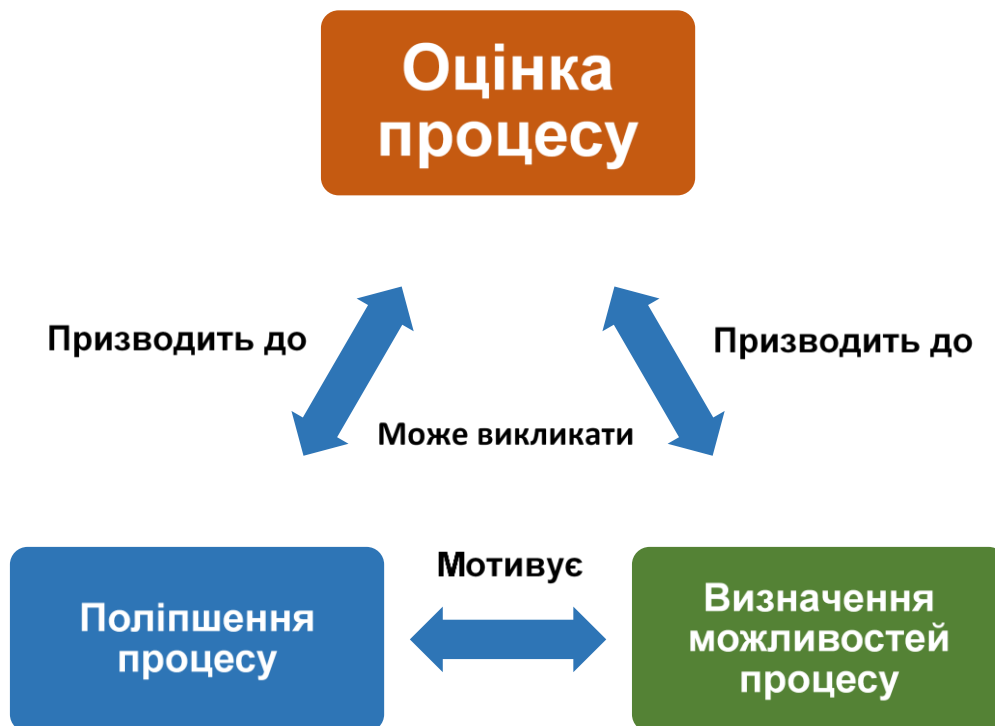 Оцінка
процесу
Призводить до
Призводить до
Може викликати
Мотивує
Поліпшення
процесу
Визначення
можливостей
процесу